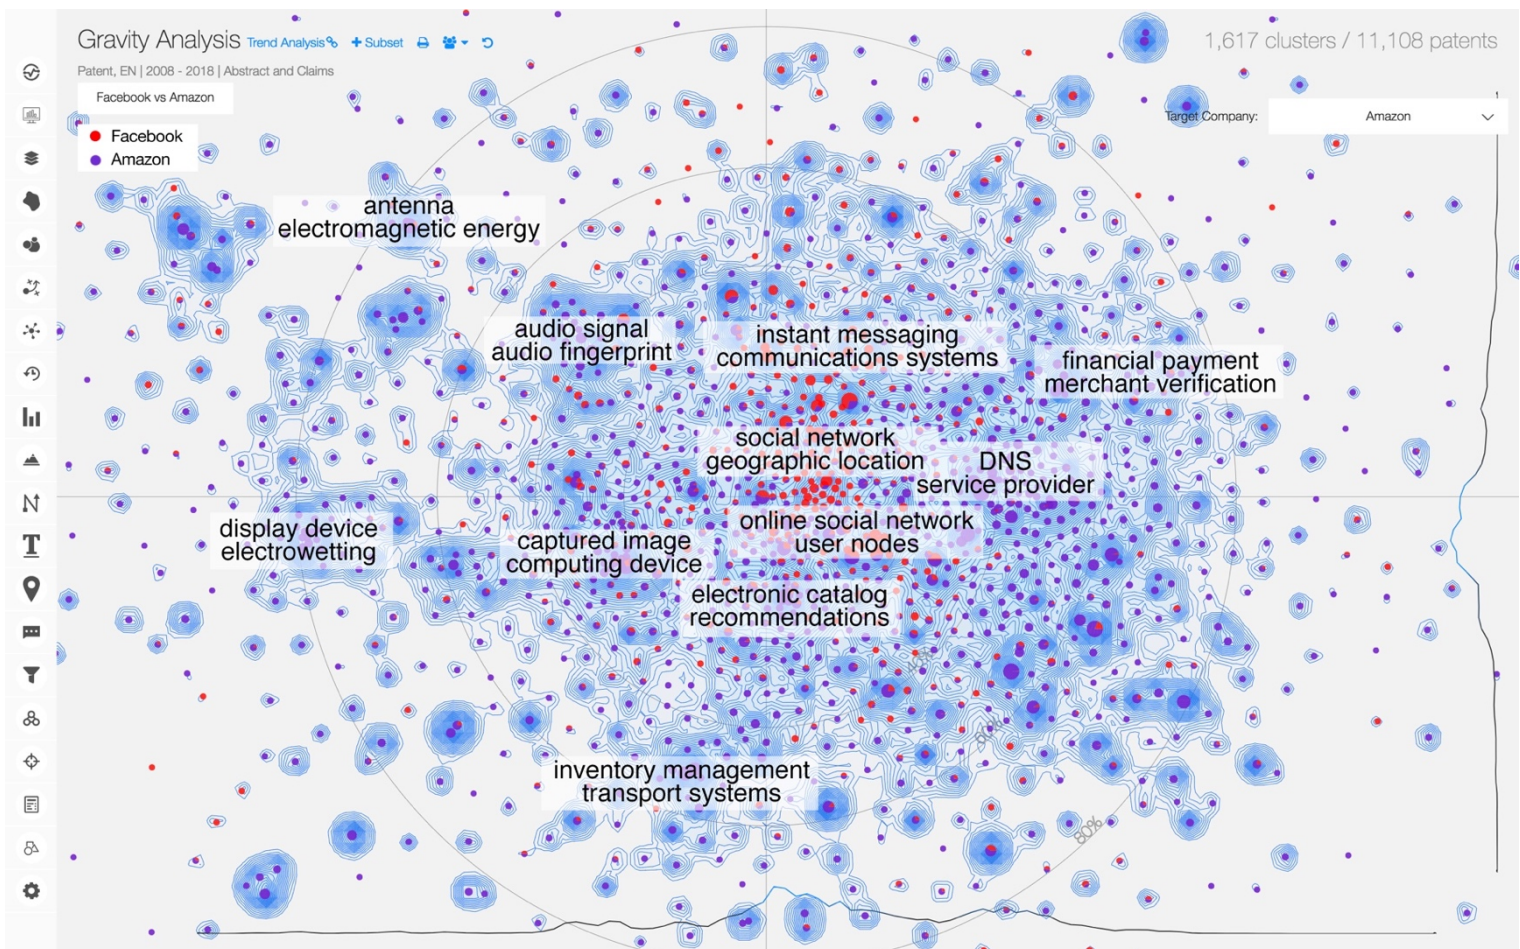 Gravity Analysis Trend Analysis + Subset
1,617 clusters / 11,108 patents
Patent, EN | 2008 - 2018 | Abstract and Claims
Facebook vs Amazon
Target Company: Amazon
Facebook
Amazon
antenna
electromagnetic energy
audio signal
audio fingerprint
instant messaging
communications systems
financial payment
merchant verification
social network
geographic location
DNS
service provider
display device
electrowetting
captured image
computing device
online social network
user nodes
electronic catalog
recommendations
40%
60%
inventory management
transport systems
80%